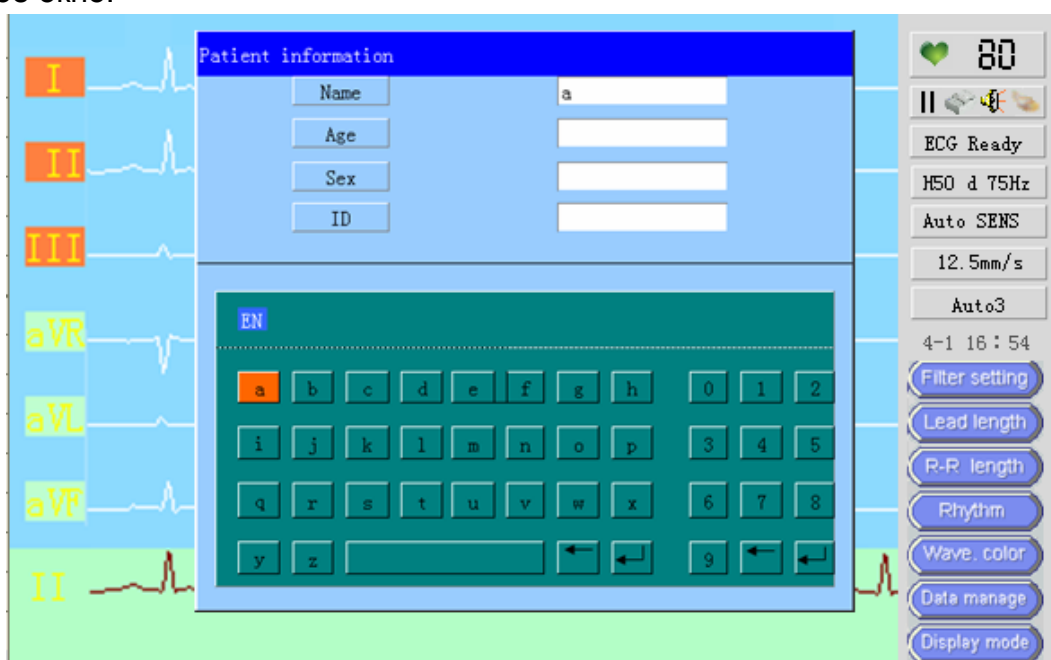 ое окно:
I
II
III
aVR
aVL
aVF
II
Patient information
Name a
Age
Sex
ID
EN
a b c d e f g h 0 1 2
i j k l m n o p 3 4 5
q r s t u v w x 6 7 8
y z 9
80
ECG Ready
H50 d 75Hz
Auto SENS
12.5mm/s
Auto3
4-1 16:54
Filter setting
Lead length
R-R length
Rhythm
Wave. color
Data manage
Display mode